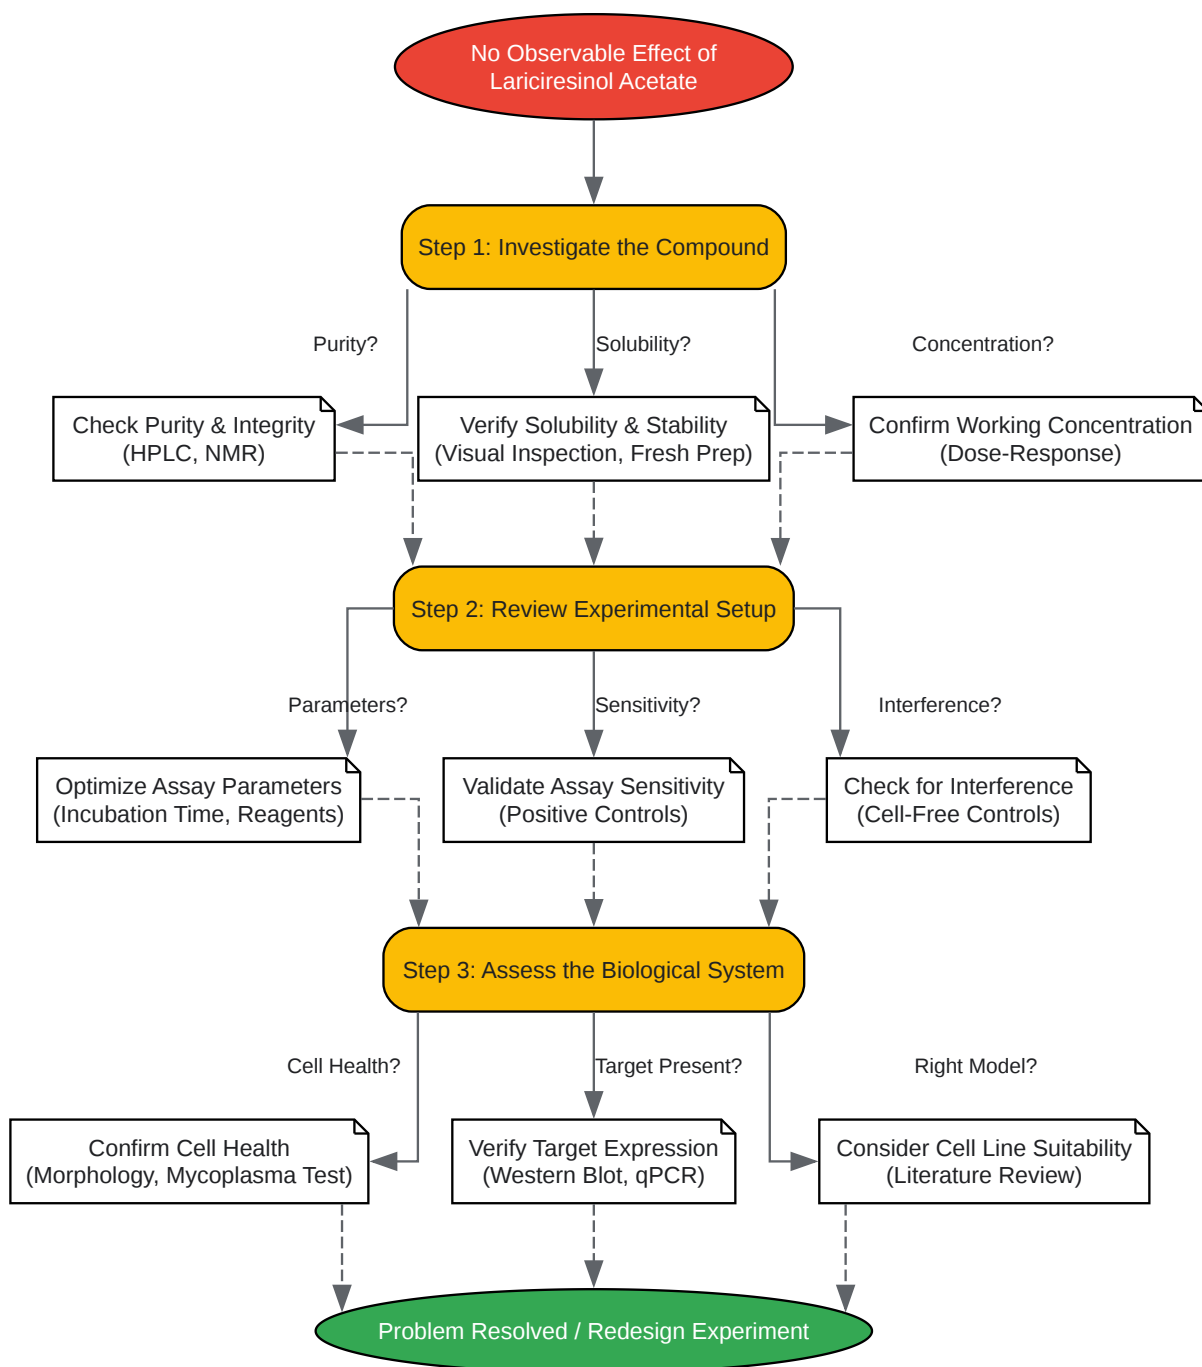 No Observable Effect of
Lariciresinol Acetate
Step 1: Investigate the Compound
Purity?
Solubility?
Concentration?
Check Purity & Integrity
(HPLC, NMR)
Verify Solubility & Stability
(Visual Inspection, Fresh Prep)
Confirm Working Concentration
(Dose-Response)
Step 2: Review Experimental Setup
Parameters?
Sensitivity?
Interference?
Optimize Assay Parameters
(Incubation Time, Reagents)
Validate Assay Sensitivity
(Positive Controls)
Check for Interference
(Cell-Free Controls)
Step 3: Assess the Biological System
Cell Health?
Target Present?
Right Model?
Confirm Cell Health
(Morphology, Mycoplasma Test)
Verify Target Expression
(Western Blot, qPCR)
Consider Cell Line Suitability
(Literature Review)
Problem Resolved / Redesign Experiment